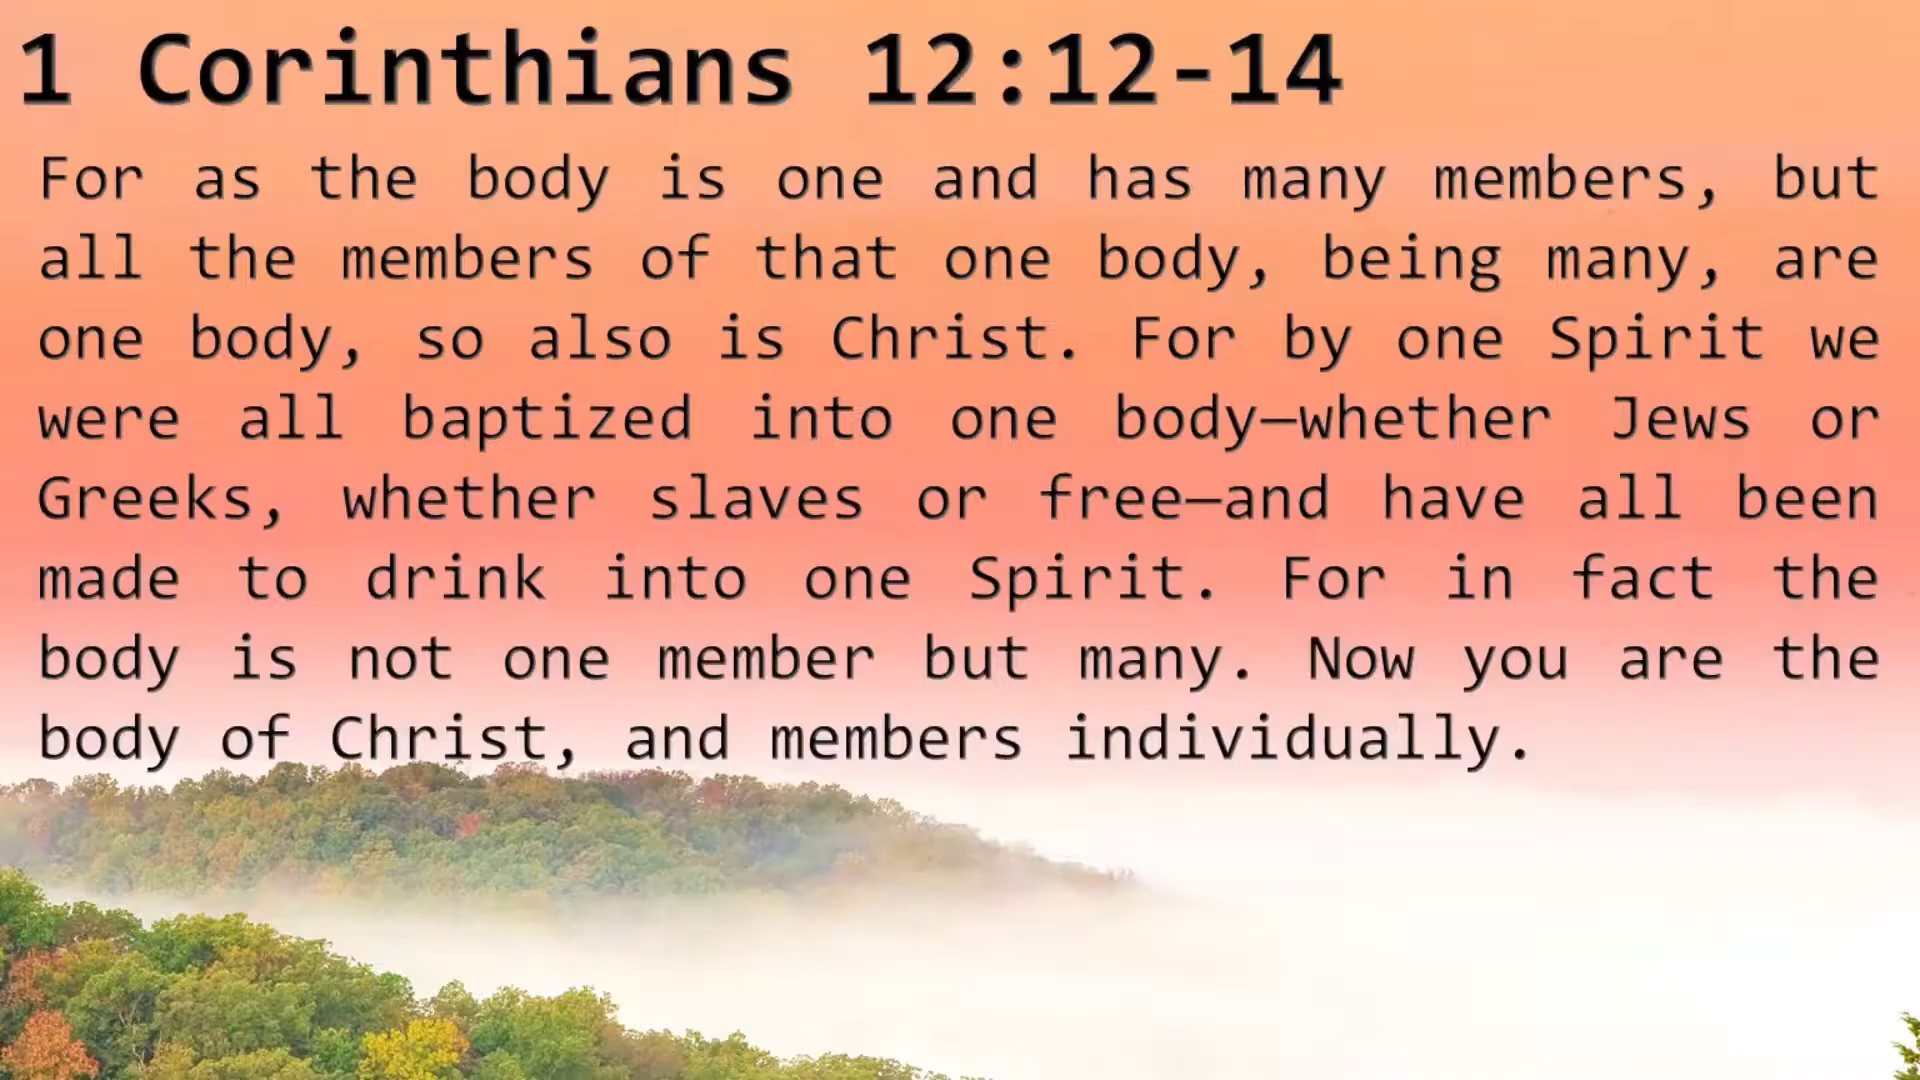 1 Corinthians 12:12-14
For as the body is one and has many members, but
all the members of that one body, being many, are
one body, so also is Christ. For by one Spirit we
were all baptized into one body—whether Jews or
Greeks, whether slaves or free—and have all been
made to drink into one Spirit. For in fact the
body is not one member but many. Now you are the
body of Christ, and members individually.